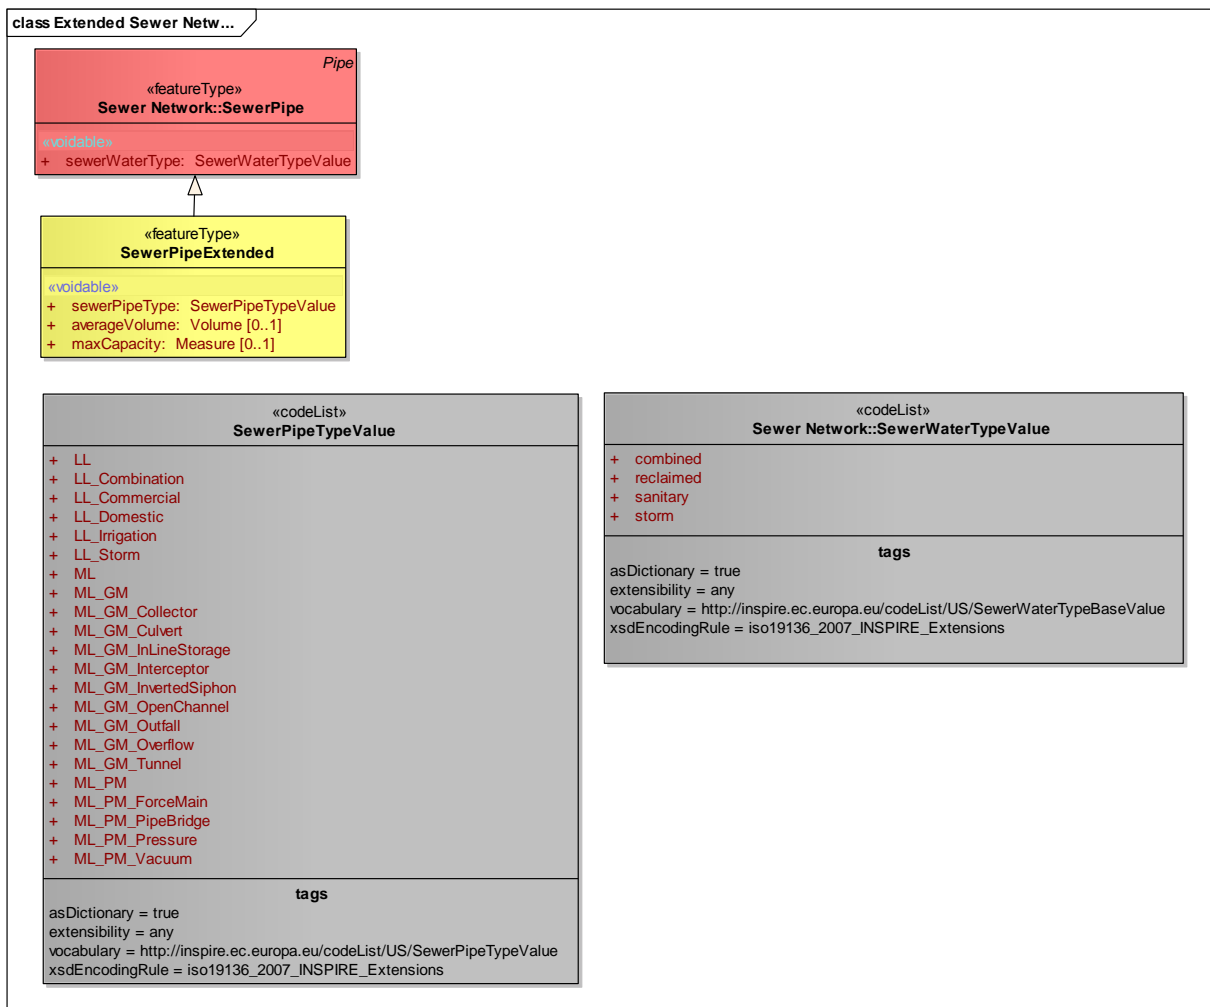 class Extended Sewer Netw...
Pipe
«featureType»
Sewer Network::SewerPipe
«voidable»
+ sewerWaterType: SewerWaterTypeValue
«featureType»
SewerPipeExtended
«voidable»
+ sewerPipeType: SewerPipeTypeValue
+ averageVolume: Volume [0..1]
+ maxCapacity: Measure [0..1]
«codeList»
SewerPipeTypeValue
+ LL
+ LL_Combination
+ LL_Commercial
+ LL_Domestic
+ LL_Irrigation
+ LL_Storm
+ ML
+ ML_GM
+ ML_GM_Collector
+ ML_GM_Culvert
+ ML_GM_InLineStorage
+ ML_GM_Interceptor
+ ML_GM_InvertedSiphon
+ ML_GM_OpenChannel
+ ML_GM_Outfall
+ ML_GM_Overflow
+ ML_GM_Tunnel
+ ML_PM
+ ML_PM_ForceMain
+ ML_PM_PipeBridge
+ ML_PM_Pressure
+ ML_PM_Vacuum
tags
asDictionary = true
extensibility = any
vocabulary = http://inspire.ec.europa.eu/codeList/US/SewerPipeTypeValue
xsdEncodingRule = iso19136_2007_INSPIRE_Extensions
«codeList»
Sewer Network::SewerWaterTypeValue
+ combined
+ reclaimed
+ sanitary
+ storm
tags
asDictionary = true
extensibility = any
vocabulary = http://inspire.ec.europa.eu/codeList/US/SewerWaterTypeBaseValue
xsdEncodingRule = iso19136_2007_INSPIRE_Extensions